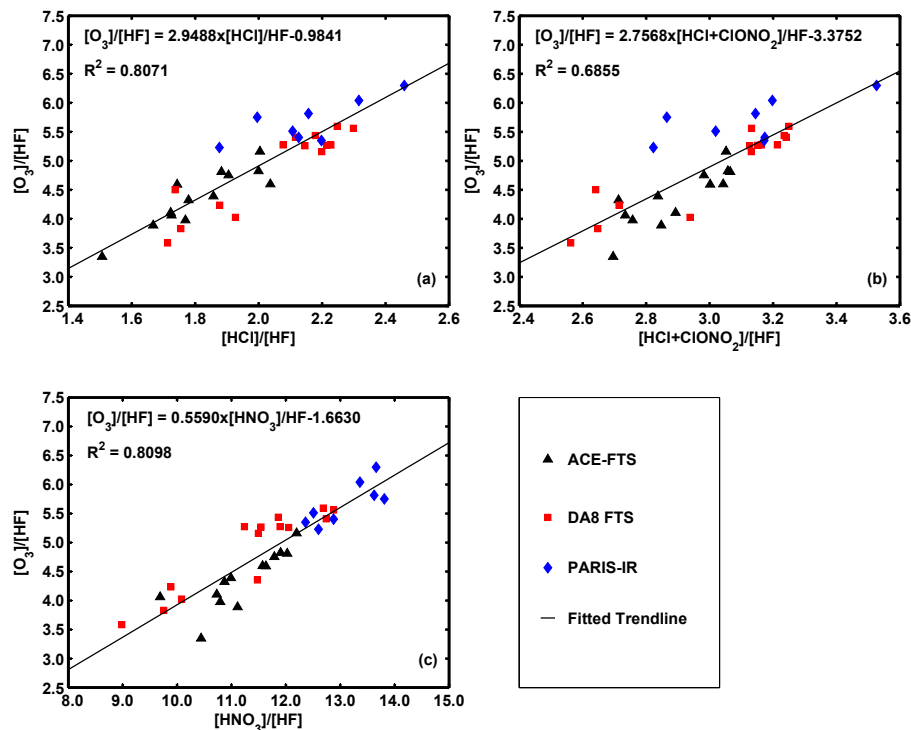 [O3]/[HF] = 2.9488x[HCl]/HF-0.9841
R2 = 0.8071
7.5
7.0
6.5
6.0
5.5
5.0
4.5
4.0
3.5
3.0
2.5
[O3]/[HF]
(a)
1.4 1.6 1.8 2.0 2.2 2.4 2.6
[HCl]/[HF]
[O3]/[HF] = 2.7568x[HCl+ClONO2]/HF-3.3752
R2 = 0.6855
7.5
7.0
6.5
6.0
5.5
5.0
4.5
4.0
3.5
3.0
2.5
[O3]/[HF]
(b)
2.4 2.6 2.8 3.0 3.2 3.4 3.6
[HCl+ClONO2]/[HF]
[O3]/[HF] = 0.5590x[HNO3]/HF-1.6630
R2 = 0.8098
7.5
7.0
6.5
6.0
5.5
5.0
4.5
4.0
3.5
3.0
2.5
[O3]/[HF]
(c)
8.0 9.0 10.0 11.0 12.0 13.0 14.0 15.0
[HNO3]/[HF]
ACE-FTS
DA8 FTS
PARIS-IR
Fitted Trendline